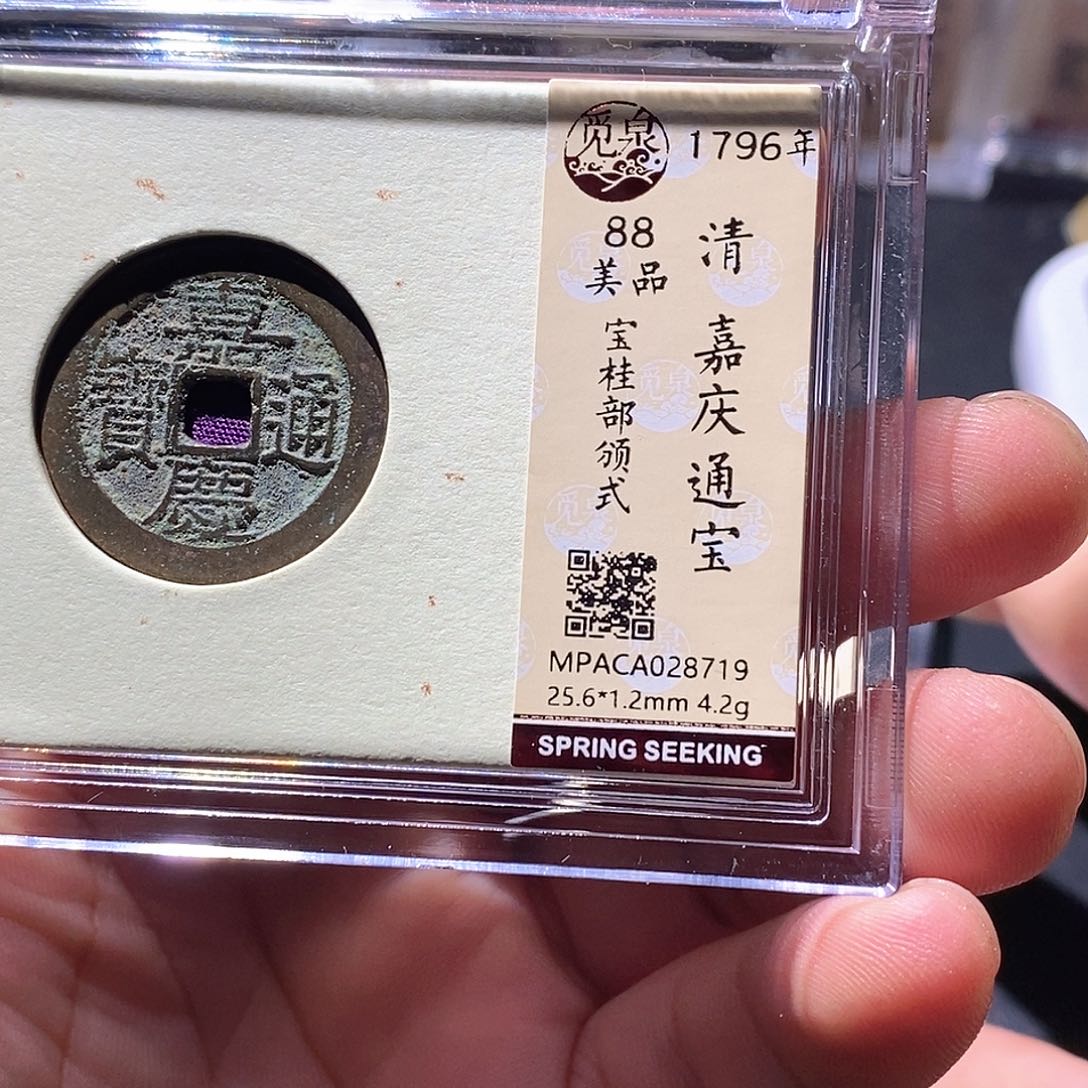 觅泉
1796年
清 嘉庆通宝
88
美品
宝桂部颁式
MPACA028719
25.6*1.2mm 4.2g
SPRING SEEKING
嘉慶通寶